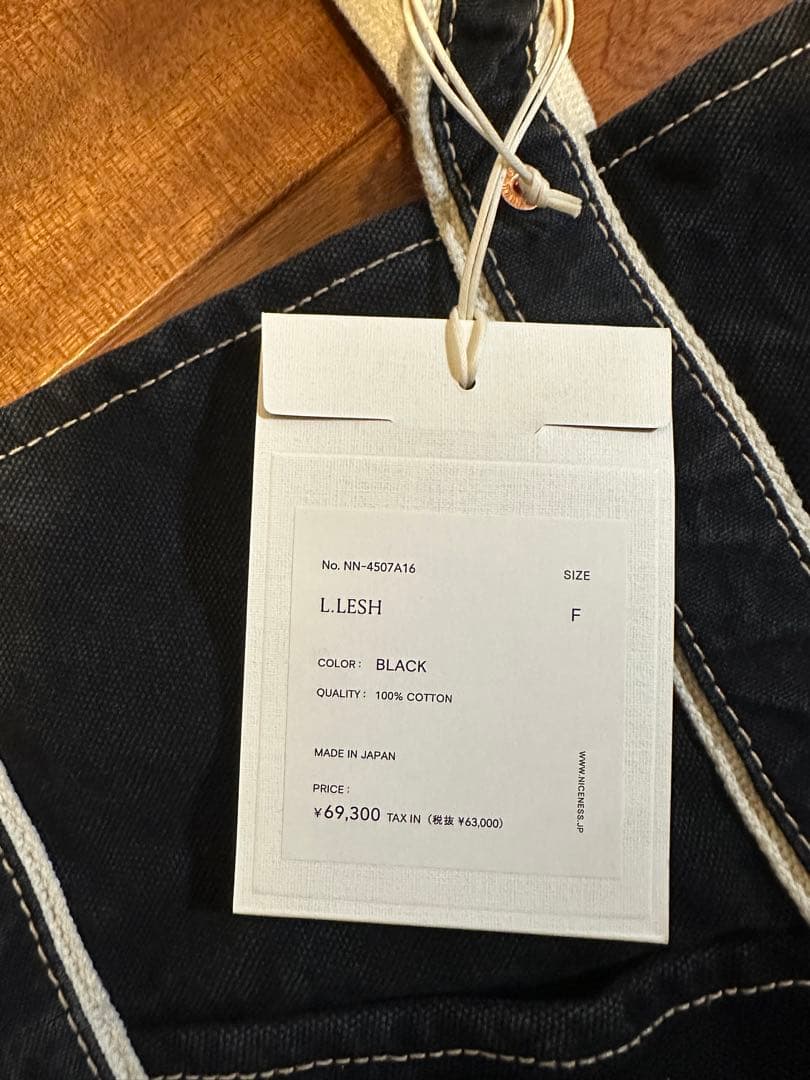 No. NN-4507A16
SIZE
L.LESH
F
COLOR : BLACK
QUALITY : 100% COTTON
MADE IN JAPAN
PRICE :
¥69,300 TAX IN (税抜 ¥63,000)
WWW.NICENESS.JP